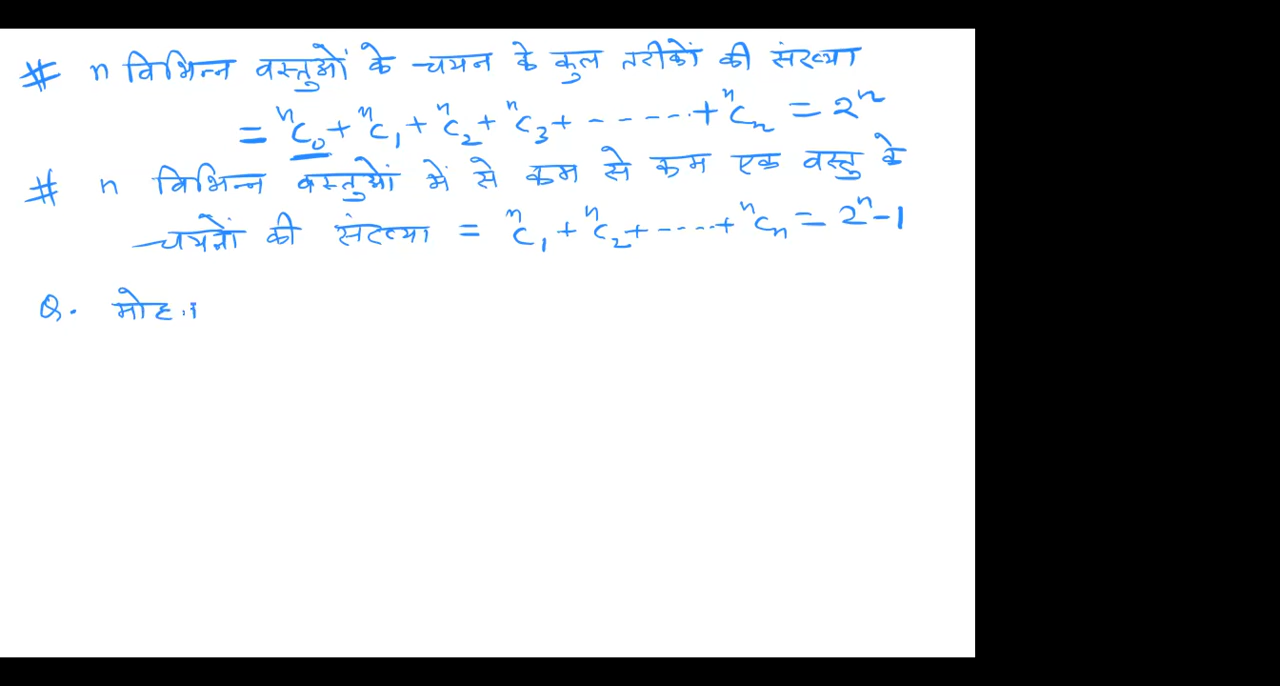 # n विभिन्न वस्तुओं के चयन के कुल तरीकों की संख्या
= ⁿC₀ + ⁿC₁ + ⁿC₂ + ⁿC₃ + - - - - - + ⁿCₙ = 2ⁿ
# n विभिन्न वस्तुओं में से कम से कम एक वस्तु के
चयनों की संख्या = ⁿC₁ + ⁿC₂ + - - - - + ⁿCₙ = 2ⁿ - 1
Q. मोह